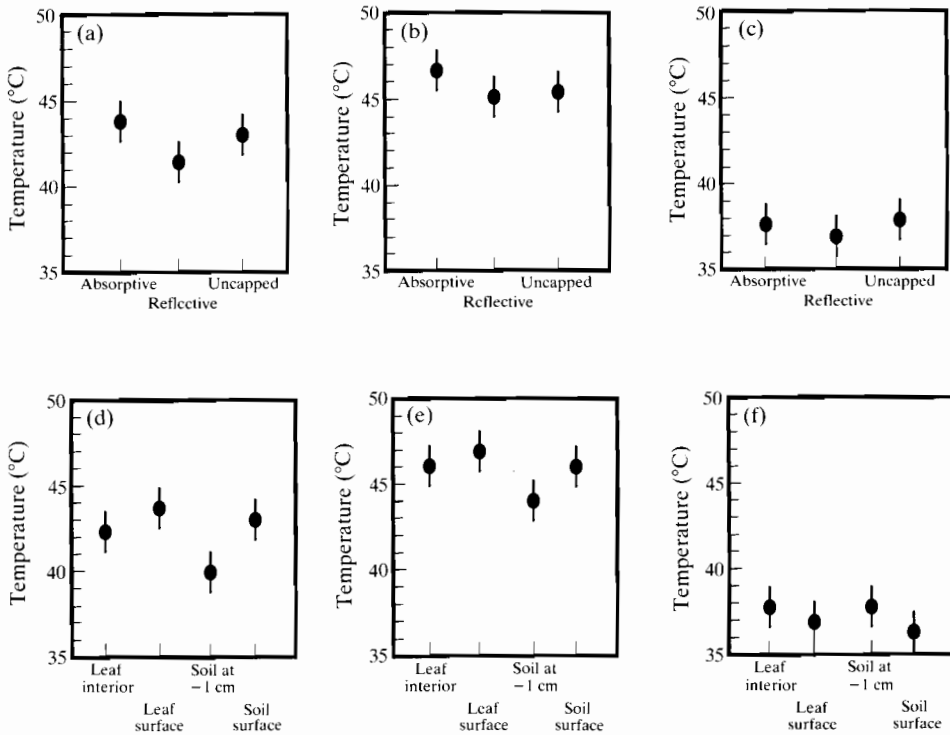 (a)
Temperature (°C)
50
45
40
35
Absorptive
Uncapped
Reflective
(b)
Temperature (°C)
50
45
40
35
Absorptive
Uncapped
Reflective
(c)
Temperature (°C)
50
45
40
35
Absorptive
Uncapped
Reflective
(d)
Temperature (°C)
50
45
40
35
Leaf
interior
Soil at
−1 cm
Leaf
surface
Soil
surface
(e)
Temperature (°C)
50
45
40
35
Leaf
interior
Soil at
−1 cm
Leaf
surface
Soil
surface
(f)
Temperature (°C)
50
45
40
35
Leaf
interior
Soil at
−1 cm
Leaf
surface
Soil
surface